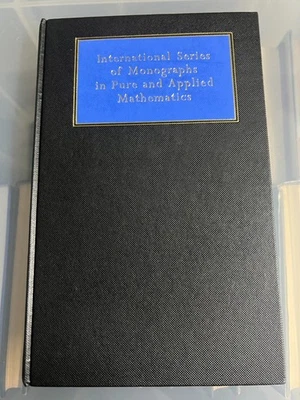 International Series
of Monographs
in Pure and Applied
Mathematics